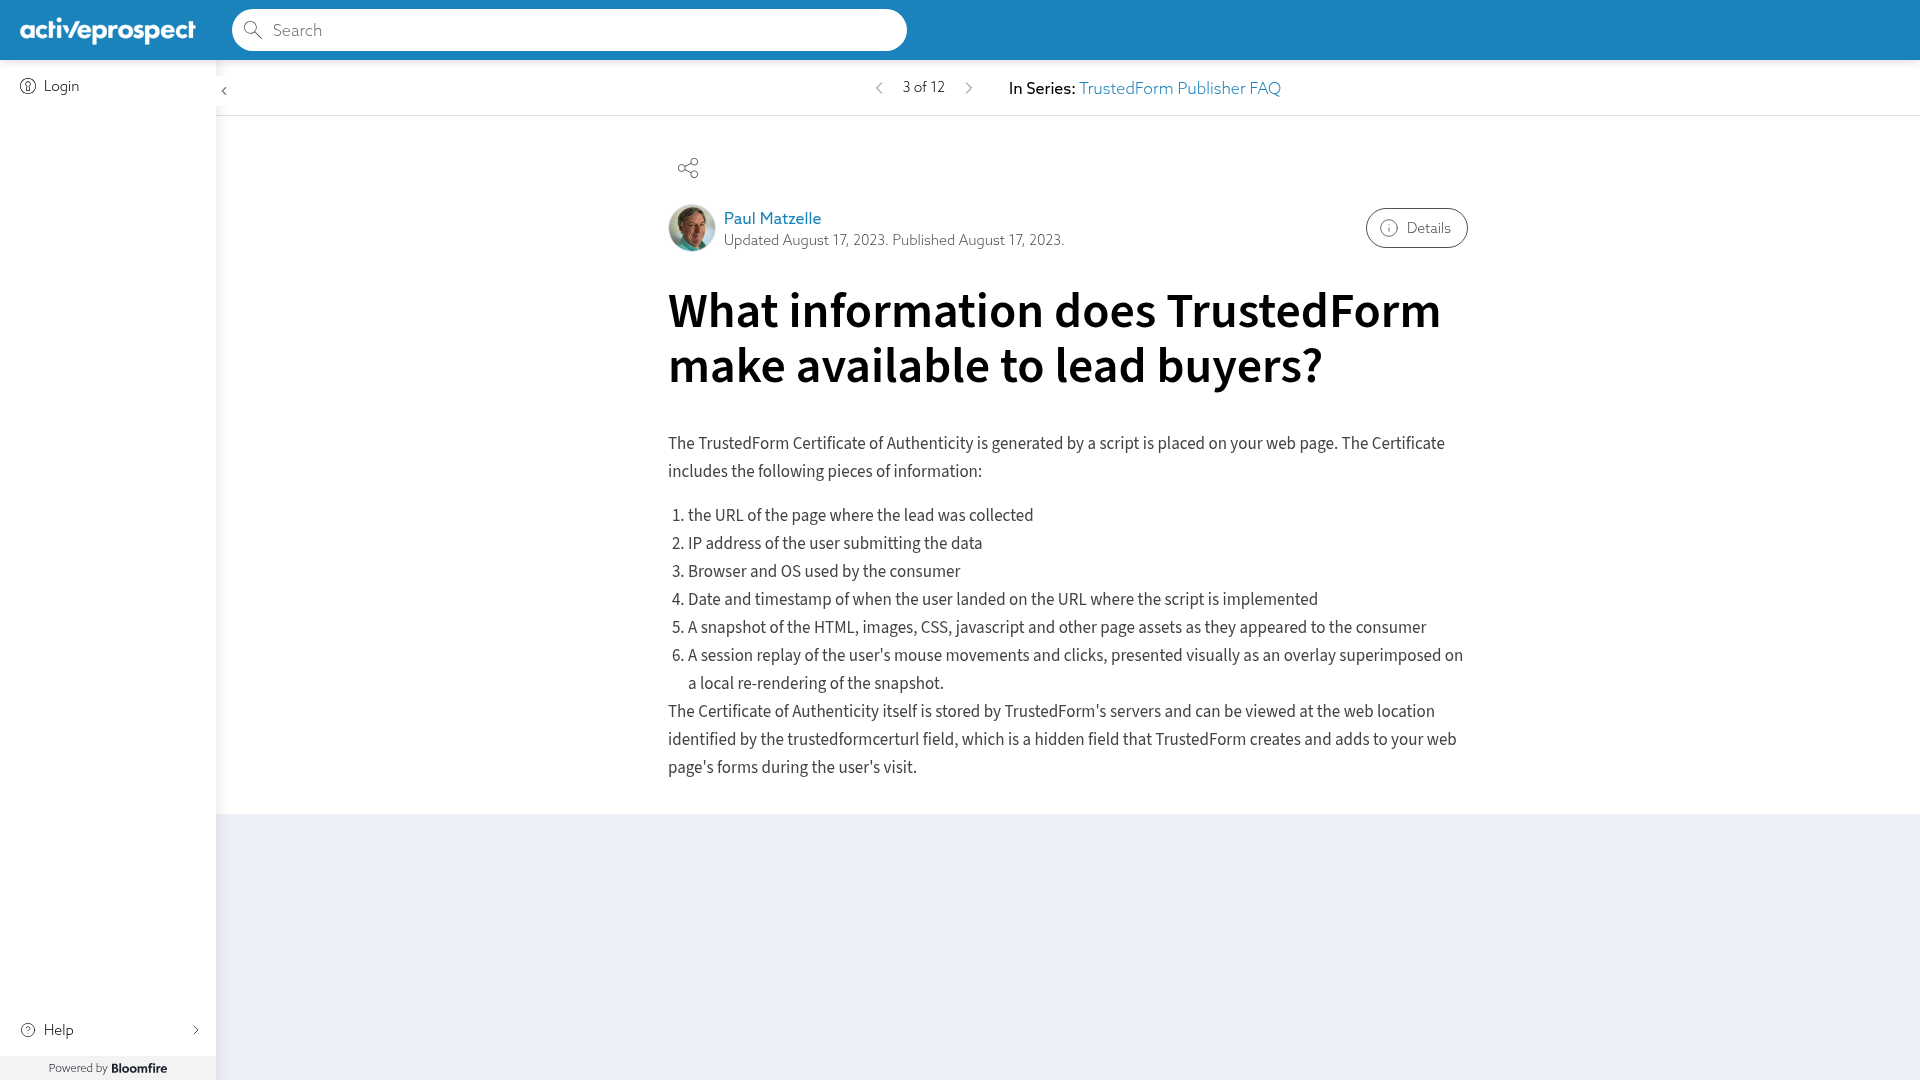 activeprospect
Search
Login
3 of 12
In Series: TrustedForm Publisher FAQ
Paul Matzelle
Updated August 17, 2023. Published August 17, 2023.
Details
What information does TrustedForm
make available to lead buyers?
The TrustedForm Certificate of Authenticity is generated by a script is placed on your web page. The Certificate
includes the following pieces of information:
1. the URL of the page where the lead was collected
2. IP address of the user submitting the data
3. Browser and OS used by the consumer
4. Date and timestamp of when the user landed on the URL where the script is implemented
5. A snapshot of the HTML, images, CSS, javascript and other page assets as they appeared to the consumer
6. A session replay of the user's mouse movements and clicks, presented visually as an overlay superimposed on
a local re-rendering of the snapshot.
The Certificate of Authenticity itself is stored by TrustedForm's servers and can be viewed at the web location
identified by the trustedformcerturl field, which is a hidden field that TrustedForm creates and adds to your web
page's forms during the user's visit.
Help
Powered by Bloomfire